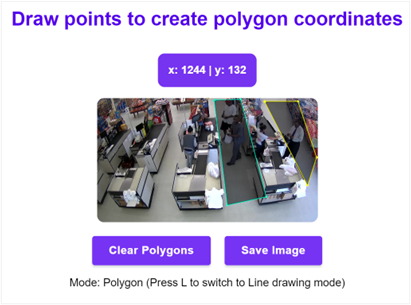 Draw points to create polygon coordinates
x: 1244 | y: 132
Clear Polygons
Save Image
Mode: Polygon (Press L to switch to Line drawing mode)